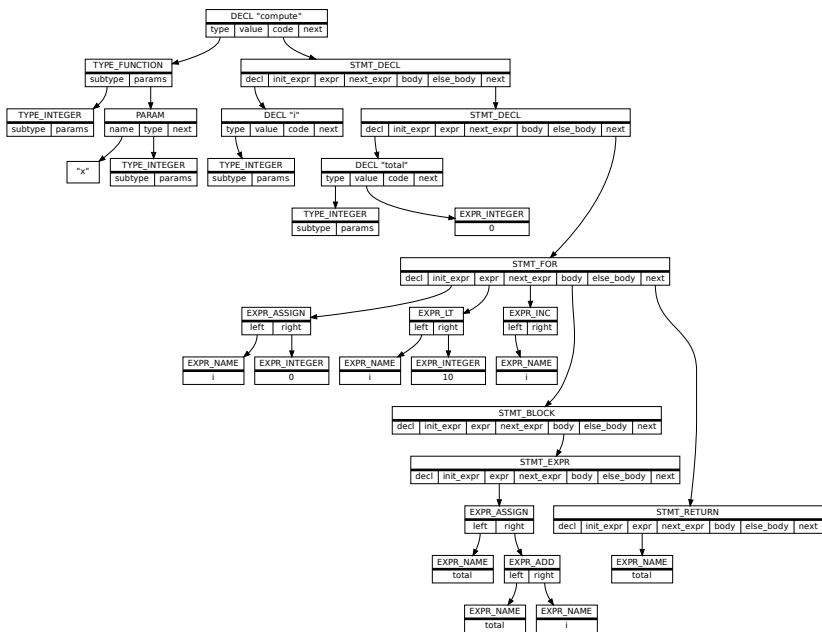 DECL "compute"
type value code next
TYPE_FUNCTION
subtype params
STMT_DECL
decl init_expr expr next_expr body else_body next
TYPE_INTEGER
subtype params
PARAM
name type next
DECL "i"
type value code next
STMT_DECL
decl init_expr expr next_expr body else_body next
"x"
TYPE_INTEGER
subtype params
TYPE_INTEGER
subtype params
DECL "total"
type value code next
TYPE_INTEGER
subtype params
EXPR_INTEGER
0
STMT_FOR
decl init_expr expr next_expr body else_body next
EXPR_ASSIGN
left right
EXPR_LT
left right
EXPR_INC
left right
EXPR_NAME
i
EXPR_INTEGER
0
EXPR_NAME
i
EXPR_INTEGER
10
EXPR_NAME
i
STMT_BLOCK
decl init_expr expr next_expr body else_body next
STMT_EXPR
decl init_expr expr next_expr body else_body next
EXPR_ASSIGN
left right
STMT_RETURN
decl init_expr expr next_expr body else_body next
EXPR_NAME
total
EXPR_ADD
left right
EXPR_NAME
total
EXPR_NAME
total
EXPR_NAME
i